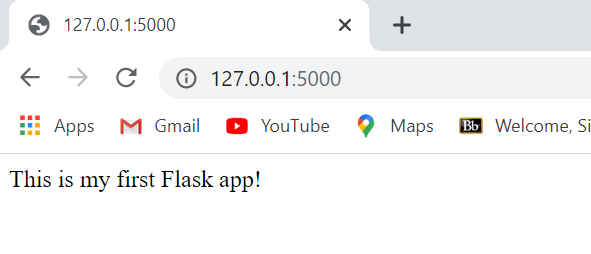 127.0.0.1:5000
127.0.0.1:5000
Apps Gmail YouTube Maps Bb Welcome, Si
This is my first Flask app!